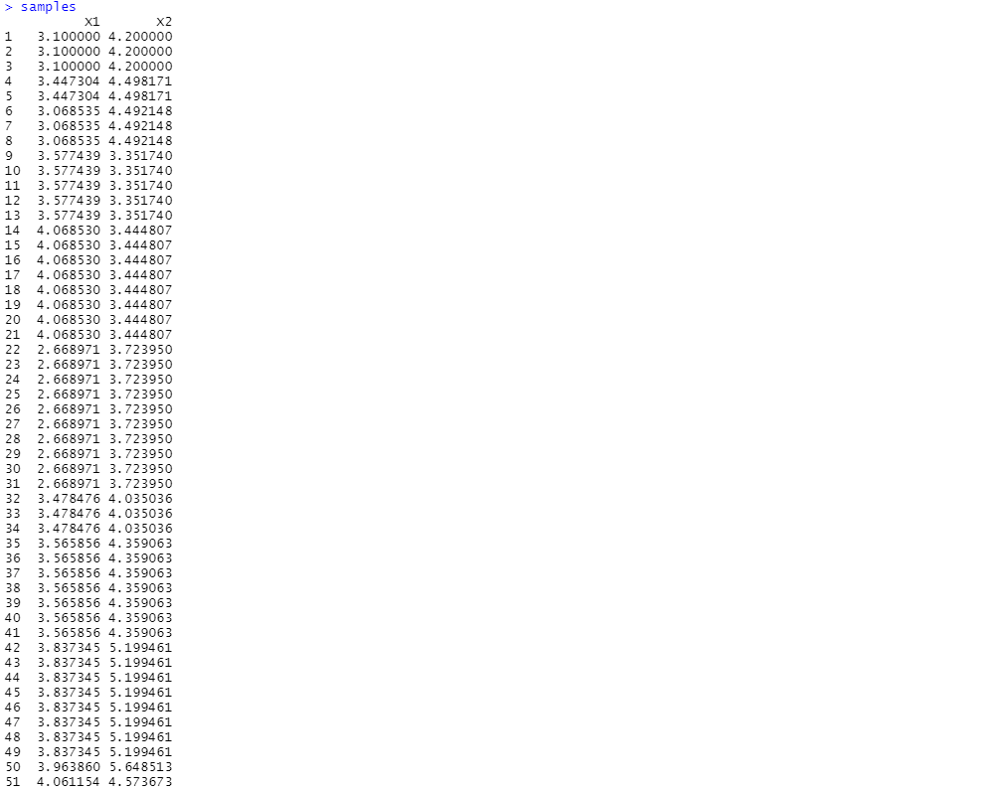 > samples
X1 X2
1 3.100000 4.200000
2 3.100000 4.200000
3 3.100000 4.200000
4 3.447304 4.498171
5 3.447304 4.498171
6 3.068535 4.492148
7 3.068535 4.492148
8 3.068535 4.492148
9 3.577439 3.351740
10 3.577439 3.351740
11 3.577439 3.351740
12 3.577439 3.351740
13 3.577439 3.351740
14 4.068530 3.444807
15 4.068530 3.444807
16 4.068530 3.444807
17 4.068530 3.444807
18 4.068530 3.444807
19 4.068530 3.444807
20 4.068530 3.444807
21 4.068530 3.444807
22 2.668971 3.723950
23 2.668971 3.723950
24 2.668971 3.723950
25 2.668971 3.723950
26 2.668971 3.723950
27 2.668971 3.723950
28 2.668971 3.723950
29 2.668971 3.723950
30 2.668971 3.723950
31 2.668971 3.723950
32 3.478476 4.035036
33 3.478476 4.035036
34 3.478476 4.035036
35 3.565856 4.359063
36 3.565856 4.359063
37 3.565856 4.359063
38 3.565856 4.359063
39 3.565856 4.359063
40 3.565856 4.359063
41 3.565856 4.359063
42 3.837345 5.199461
43 3.837345 5.199461
44 3.837345 5.199461
45 3.837345 5.199461
46 3.837345 5.199461
47 3.837345 5.199461
48 3.837345 5.199461
49 3.837345 5.199461
50 3.963860 5.648513
51 4.061154 4.573673